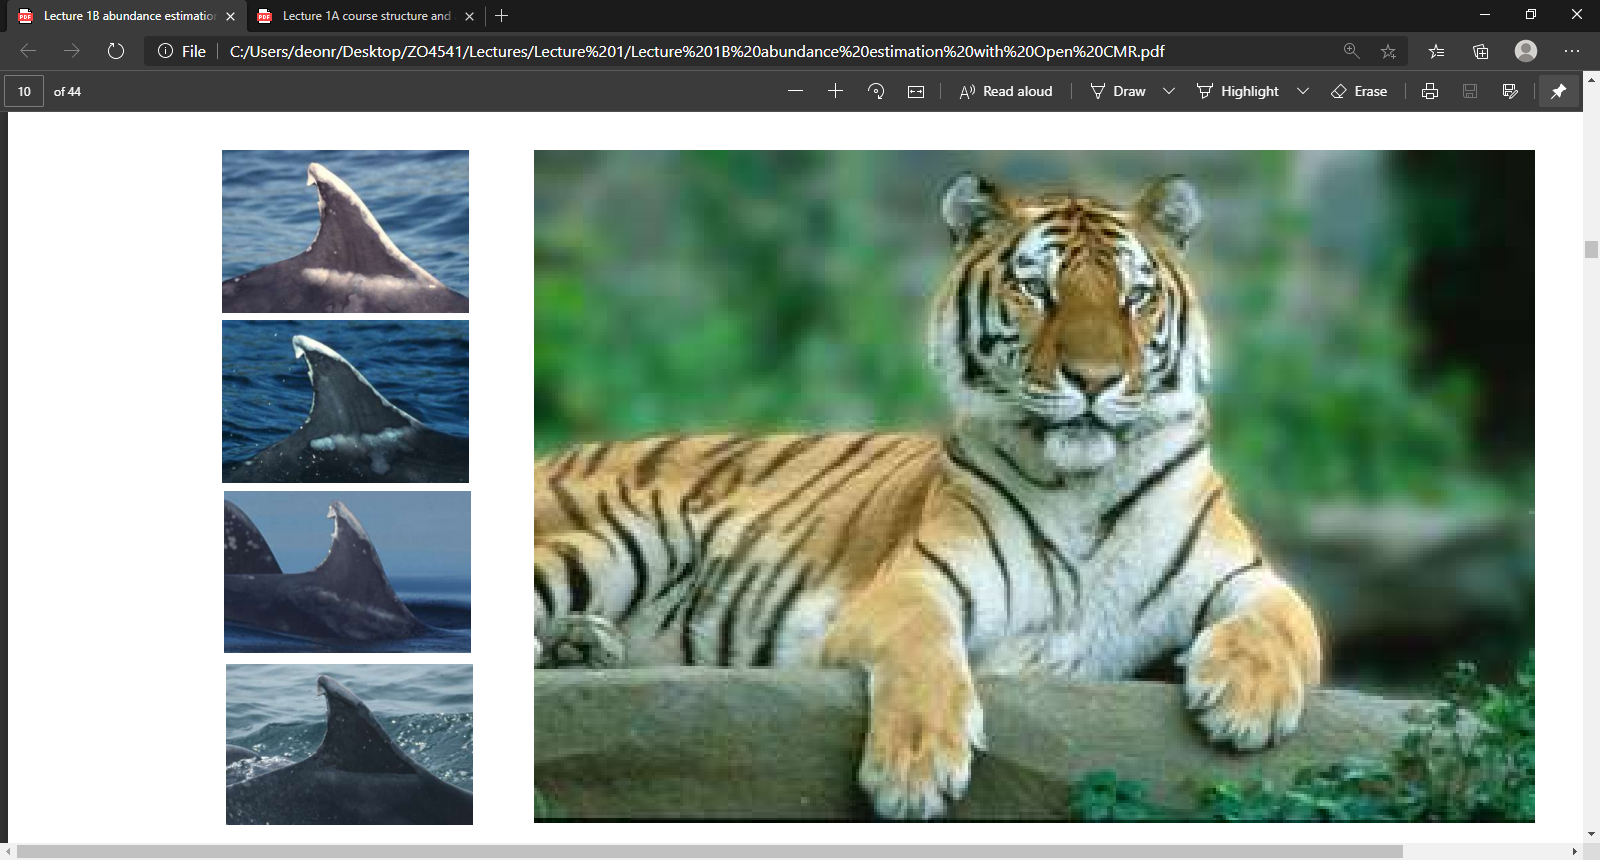 Lecture 1B abundance estimatio
Lecture 1A course structure and
File
C:/Users/deonr/Desktop/ZO4541/Lectures/Lecture%201/Lecture%201B%20abundance%20estimation%20with%20Open%20CMR.pdf
10 of 44
Read aloud
Draw
Highlight
Erase